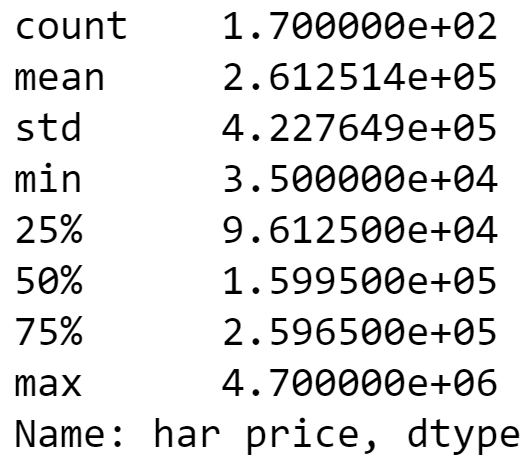 count    1.700000e+02
mean     2.612514e+05
std      4.227649e+05
min      3.500000e+04
25%      9.612500e+04
50%      1.599500e+05
75%      2.596500e+05
max      4.700000e+06
Name: har price, dtype